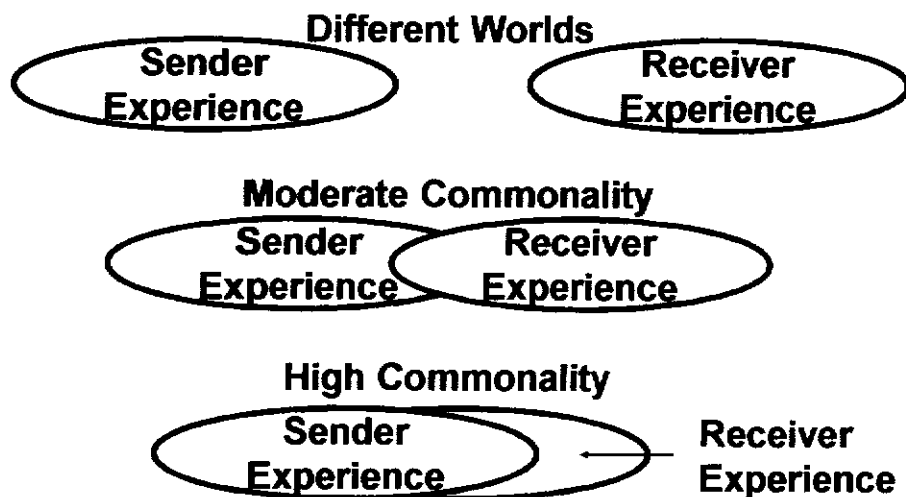 Different Worlds
Sender
Experience
Receiver
Experience
Moderate Commonality
Sender
Experience
Receiver
Experience
High Commonality
Sender
Experience
Receiver
Experience